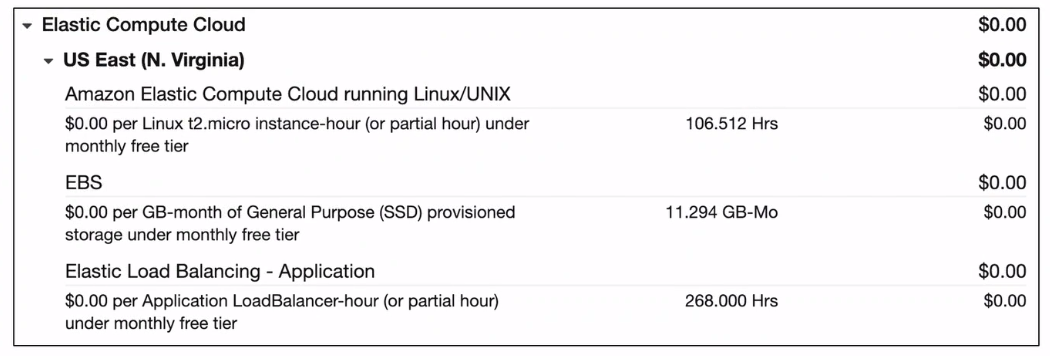 Elastic Compute Cloud $0.00
US East (N. Virginia) $0.00
Amazon Elastic Compute Cloud running Linux/UNIX $0.00
$0.00 per Linux t2.micro instance-hour (or partial hour) under 106.512 Hrs $0.00
monthly free tier
EBS $0.00
$0.00 per GB-month of General Purpose (SSD) provisioned 11.294 GB-Mo $0.00
storage under monthly free tier
Elastic Load Balancing - Application $0.00
$0.00 per Application LoadBalancer-hour (or partial hour) 268.000 Hrs $0.00
under monthly free tier